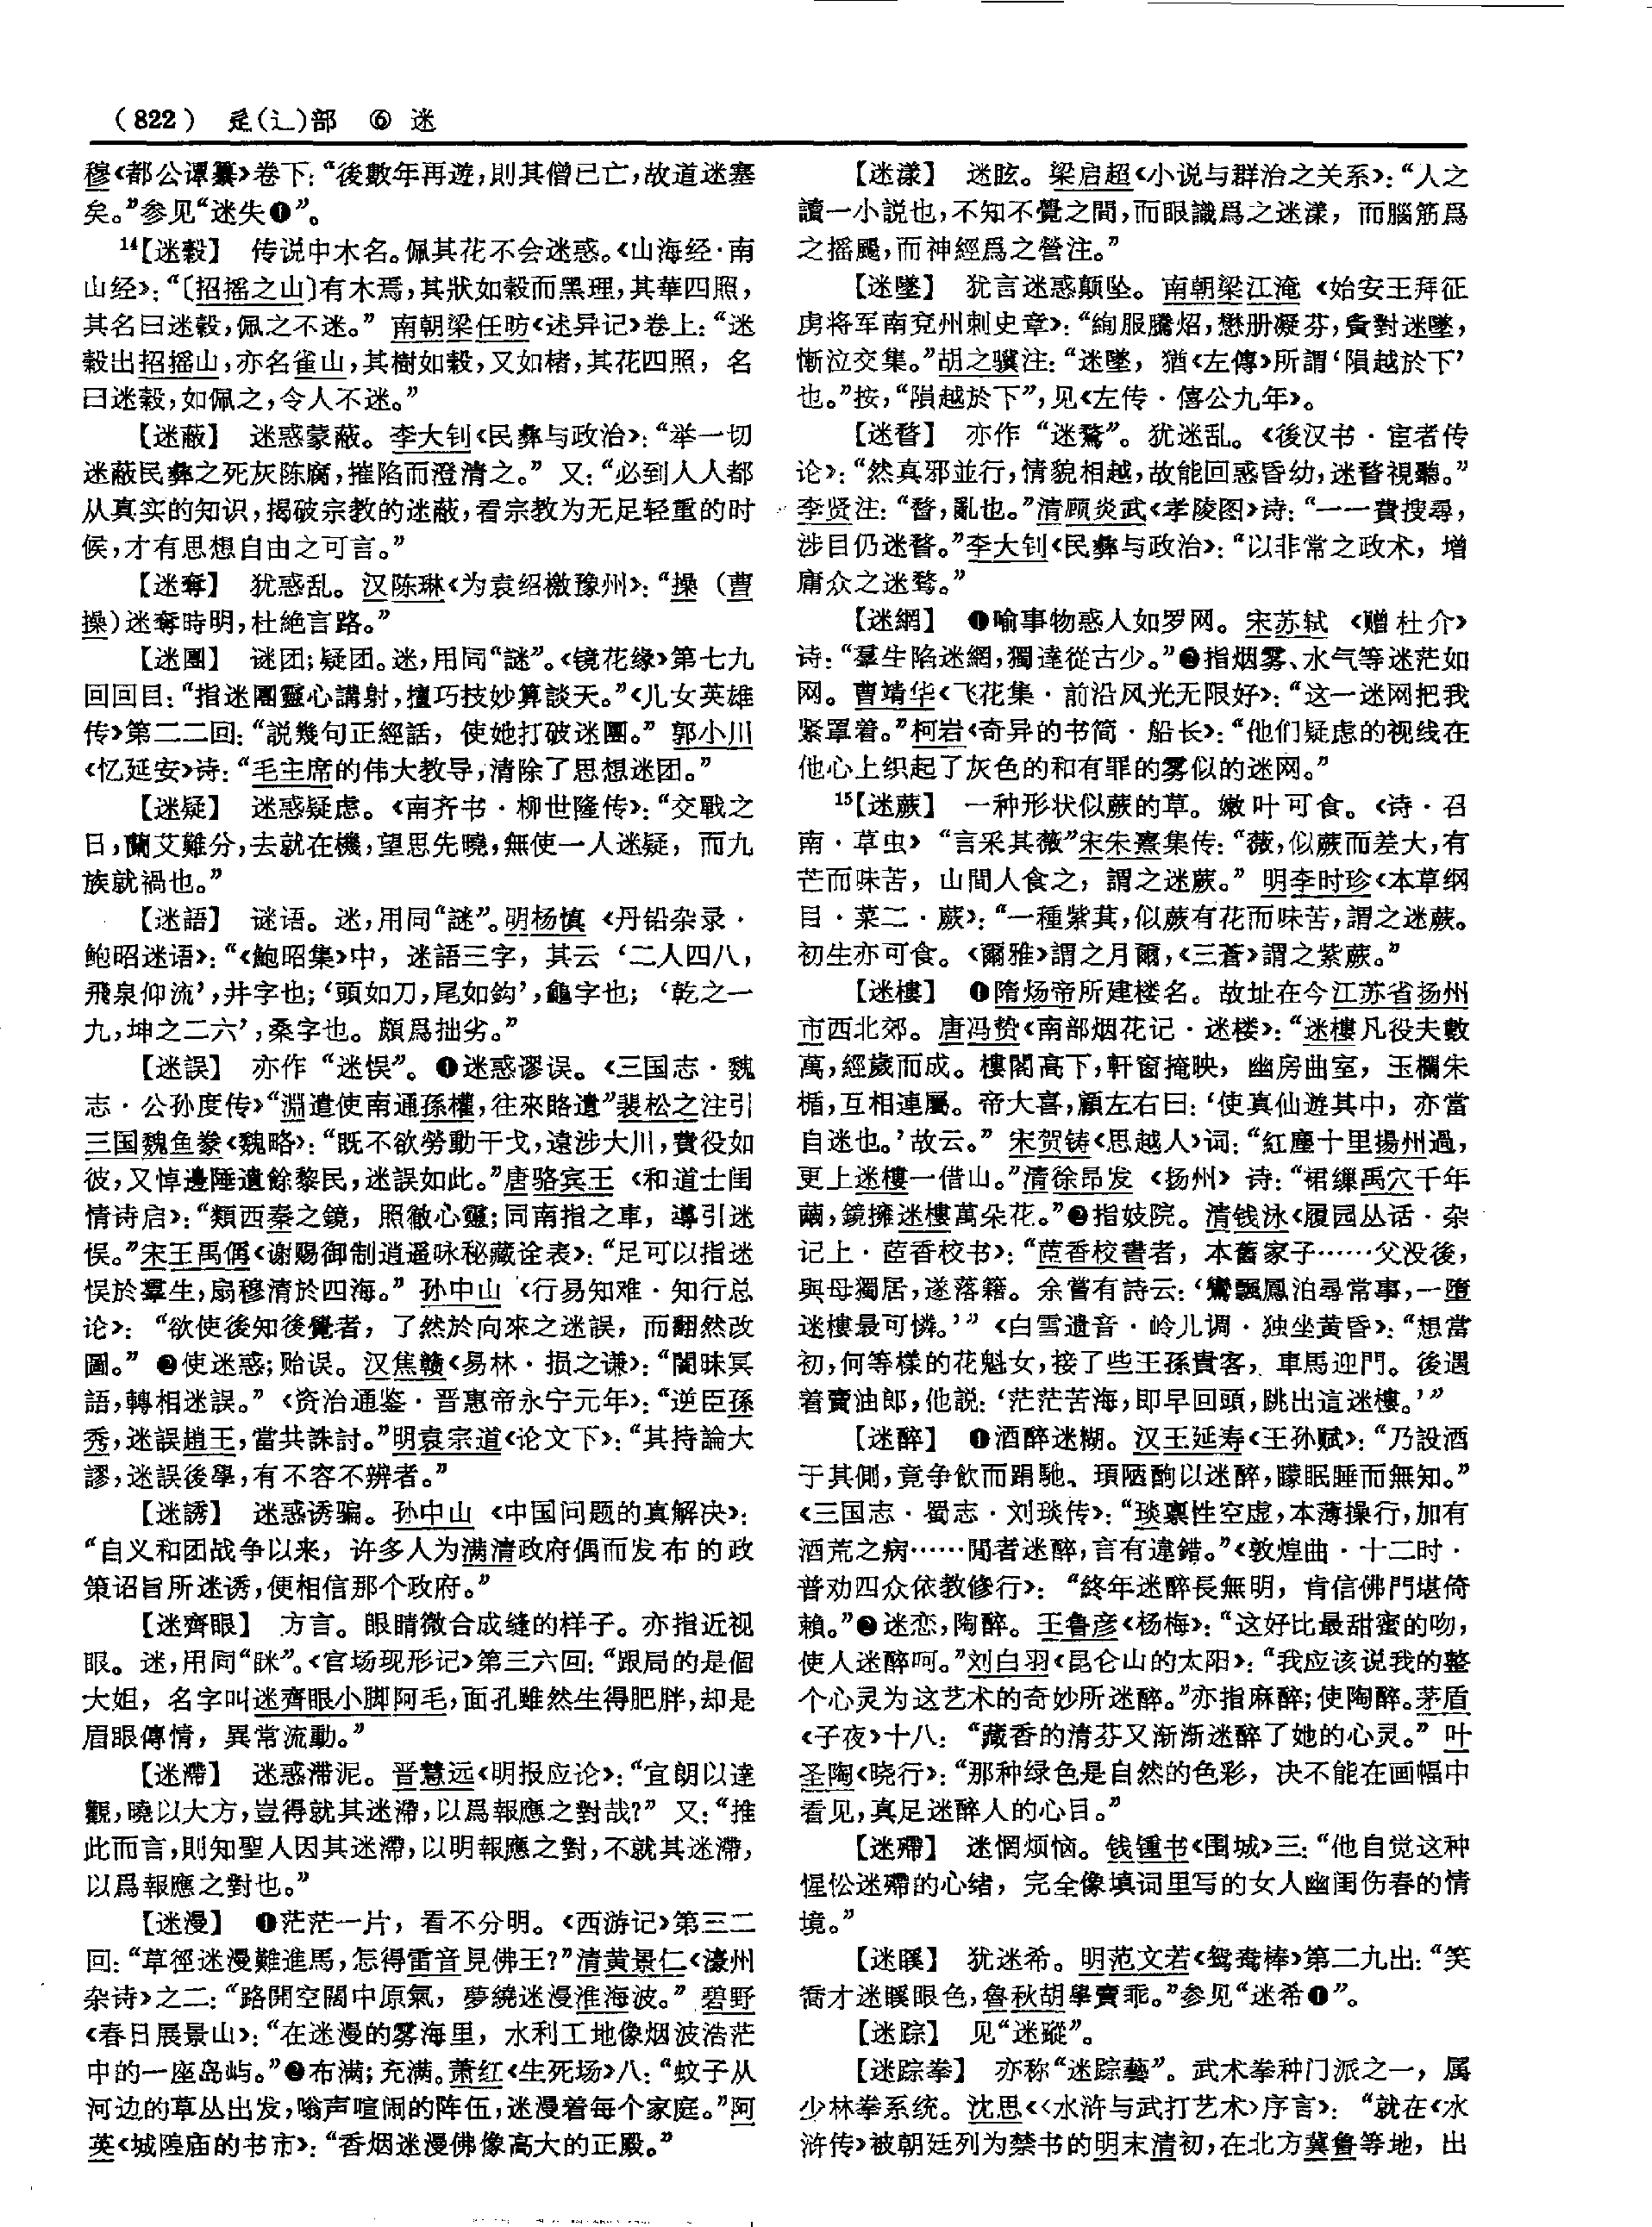 （822） 辵(辶)部 ⑥ 迷
穆《都公谭纂》卷下：“後數年再遊，則其僧已亡，故道迷塞
矣。”参见“迷失❶”。
14【迷穀】 传说中木名。佩其花不会迷惑。《山海经·南
山经》：“〔招摇之山〕有木焉，其狀如榖而黑理，其華四照，
其名曰迷穀，佩之不迷。” 南朝梁任昉《述异记》卷上：“迷
穀出招摇山，亦名雀山，其樹如穀，又如楮，其花四照，名
曰迷穀，如佩之，令人不迷。”
【迷蔽】 迷惑蒙蔽。李大钊《民彝与政治》：“举一切
迷蔽民彝之死灰陈腐，摧陷而澄清之。” 又：“必到人人都
从真实的知识，揭破宗教的迷蔽，看宗教为无足轻重的时
候，才有思想自由之可言。”
【迷奪】 犹惑乱。汉陈琳《为袁绍檄豫州》：“操（曹
操）迷奪時明，杜絶言路。”
【迷團】 谜团；疑团。迷，用同“謎”。《镜花缘》第七九
回回目：“指迷團靈心講射，擅巧技妙算談天。”《儿女英雄
传》第二二回：“説幾句正經話，使她打破迷團。” 郭小川
《忆延安》诗：“毛主席的伟大教导，清除了思想迷团。”
【迷疑】 迷惑疑虑。《南齐书·柳世隆传》：“交戰之
日，蘭艾難分，去就在機，望思先曉，無使一人迷疑，而九
族就禍也。”
【迷語】 谜语。迷，用同“謎”。明杨慎《丹铅杂录·
鲍昭迷语》：“《鮑昭集》中，迷語三字，其云‘二人四八，
飛泉仰流’，井字也；‘頭如刀，尾如鈎’，龜字也；‘乾之一
九，坤之二六’，桑字也。頗爲拙劣。”
【迷誤】 亦作“迷悮”。❶迷惑谬误。《三国志·魏
志·公孙度传》“淵遣使南通孫權，往來賂遺”裴松之注引
三国魏鱼豢《魏略》：“既不欲勞動干戈，遠涉大川，費役如
彼，又悼邊陲遺餘黎民，迷誤如此。”唐骆宾王《和道士闺
情诗启》：“類西秦之鏡，照徹心靈；同南指之車，導引迷
悮。”宋王禹偁《谢赐御制逍遥咏秘藏诠表》：“足可以指迷
悮於羣生，扇穆清於四海。” 孙中山《行易知难·知行总
论》：“欲使後知後覺者，了然於向來之迷誤，而翻然改
圖。”❷使迷惑；贻误。汉焦赣《易林·损之谦》：“闇昧冥
語，轉相迷誤。”《资治通鉴·晋惠帝永宁元年》：“逆臣孫
秀，迷誤趙王，當共誅討。”明袁宗道《论文下》：“其持論大
謬，迷誤後學，有不容不辨者。”
【迷誘】 迷惑诱骗。孙中山《中国问题的真解决》：
“自义和团战争以来，许多人为满清政府偶而发布的政
策诏旨所迷诱，便相信那个政府。”
【迷齊眼】 方言。眼睛微合成缝的样子。亦指近视
眼。迷，用同“眯”。《官场现形记》第三六回：“跟局的是個
大姐，名字叫迷齊眼小脚阿毛，面孔雖然生得肥胖，却是
眉眼傳情，異常流動。”
【迷滯】 迷惑滞泥。晋慧远《明报应论》：“宜朗以達
觀，曉以大方，豈得就其迷滯，以爲報應之對哉？” 又：“推
此而言，則知聖人因其迷滯，以明報應之對，不就其迷滯，
以爲報應之對也。”
【迷漫】 ❶茫茫一片，看不分明。《西游记》第三二
回：“草徑迷漫難進馬，怎得雷音見佛王？”清黄景仁《濠州
杂诗》之二：“路開空闊中原氣，夢繞迷漫淮海波。” 碧野
《春日展景山》：“在迷漫的雾海里，水利工地像烟波浩茫
中的一座岛屿。”❷布满；充满。萧红《生死场》八：“蚊子从
河边的草丛出发，嗡声喧闹的阵伍，迷漫着每个家庭。”阿
英《城隍庙的书市》：“香烟迷漫佛像高大的正殿。”
【迷漾】 迷眩。梁启超《小说与群治之关系》：“人之
讀一小説也，不知不覺之間，而眼識爲之迷漾，而腦筋爲
之摇颺，而神經爲之營注。”
【迷墜】 犹言迷惑颠坠。南朝梁江淹《始安王拜征
虏将军南兖州刺史章》：“絢服騰炤，懋册凝芬，負對迷墜，
慚泣交集。”胡之骥注：“迷墜，猶《左傳》所謂‘隕越於下’
也。”按，“隕越於下”，见《左传·僖公九年》。
【迷瞀】 亦作“迷鶩”。犹迷乱。《後汉书·宦者传
论》：“然真邪並行，情貌相越，故能回惑昏幼，迷瞀視聽。”
李贤注：“瞀，亂也。”清顾炎武《孝陵图》诗：“一一費搜尋，
涉目仍迷瞀。”李大钊《民彝与政治》：“以非常之政术，增
庸众之迷鹜。”
【迷網】 ❶喻事物惑人如罗网。宋苏轼《赠杜介》
诗：“羣生陷迷網，獨達從古少。”❷指烟雾、水气等迷茫如
网。曹靖华《飞花集·前沿风光无限好》：“这一迷网把我
紧罩着。”柯岩《奇异的书简·船长》：“他们疑虑的视线在
他心上织起了灰色的和有罪的雾似的迷网。”
15【迷蕨】 一种形状似蕨的草。嫩叶可食。《诗·召
南·草虫》“言采其薇”宋朱熹集传：“薇，似蕨而差大，有
芒而味苦，山間人食之，謂之迷蕨。” 明李时珍《本草纲
目·菜二·蕨》：“一種紫萁，似蕨有花而味苦，謂之迷蕨。
初生亦可食。《爾雅》謂之月爾，《三蒼》謂之紫蕨。”
【迷樓】 ❶隋炀帝所建楼名。故址在今江苏省扬州
市西北郊。唐冯贽《南部烟花记·迷楼》：“迷樓凡役夫數
萬，經歲而成。樓閣高下，軒窗掩映，幽房曲室，玉欄朱
楯，互相連屬。帝大喜，顧左右曰：‘使真仙遊其中，亦當
自迷也。’故云。” 宋贺铸《思越人》词：“紅塵十里揚州過，
更上迷樓一借山。”清徐昂发《扬州》诗：“裙繅禹穴千年
繭，鏡擁迷樓萬朵花。”❷指妓院。清钱泳《履园丛话·杂
记上·茝香校书》：“茝香校書者，本舊家子……父没後，
與母獨居，遂落籍。余嘗有詩云：‘鸞飄鳳泊尋常事，一墮
迷樓最可憐。’”《白雪遗音·岭儿调·独坐黄昏》：“想當
初，何等樣的花魁女，接了些王孫貴客，車馬迎門。後遇
着賣油郎，他説：‘茫茫苦海，即早回頭，跳出這迷樓。’”
【迷醉】 ❶酒醉迷糊。汉王延寿《王孙赋》：“乃設酒
于其側，竟争飲而跼馳、頊陋酌以迷醉，矇眠睡而無知。”
《三国志·蜀志·刘琰传》：“琰禀性空虚，本薄操行，加有
酒荒之病……聞者迷醉，言有違錯。”《敦煌曲·十二时·
普劝四众依教修行》：“終年迷醉長無明，肯信佛門堪倚
賴。”❷迷恋，陶醉。王鲁彦《杨梅》：“这好比最甜蜜的吻，
使人迷醉呵。”刘白羽《昆仑山的太阳》：“我应该说我的整
个心灵为这艺术的奇妙所迷醉。”亦指麻醉；使陶醉。茅盾
《子夜》十八：“藏香的清芬又渐渐迷醉了她的心灵。” 叶
圣陶《晓行》：“那种绿色是自然的色彩，决不能在画幅中
看见，真足迷醉人的心目。”
【迷殢】 迷惘烦恼。钱锺书《围城》三：“他自觉这种
惺忪迷殢的心绪，完全像填词里写的女人幽闺伤春的情
境。”
【迷瞜】 犹迷希。明范文若《鸳鸯棒》第二九出：“笑
喬才迷瞜眼色，魯秋胡學賣乖。”参见“迷希❶”。
【迷踪】 见“迷蹤”。
【迷踪拳】 亦称“迷踪藝”。武术拳种门派之一，属
少林拳系统。沈思《〈水浒与武打艺术〉序言》：“就在《水
浒传》被朝廷列为禁书的明末清初，在北方冀鲁等地，出